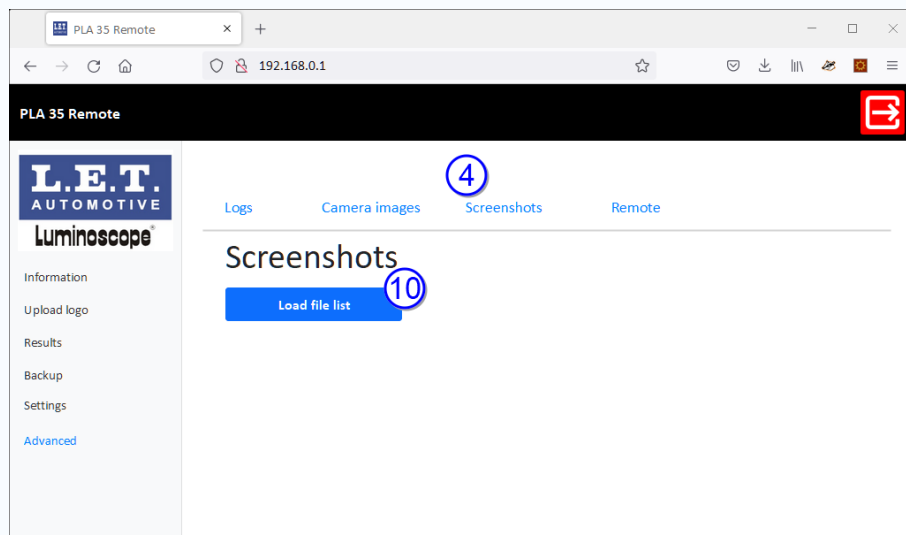 PLA 35 Remote
192.168.0.1
PLA 35 Remote
L.E.T.
AUTOMOTIVE
Luminoscope®
Information
Upload logo
Results
Backup
Settings
Advanced
4
Logs Camera images Screenshots Remote
Screenshots
10
Load file list